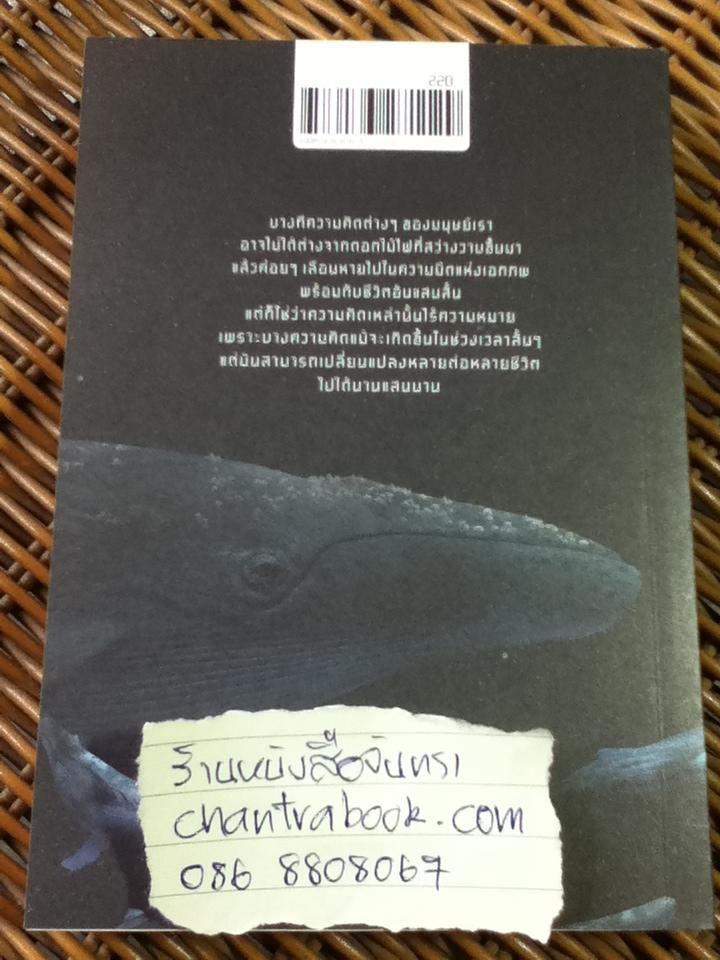 220
บางทีความคิดต่างๆ ของมนุษย์เรา
อาจไม่ได้ต่างจากดอกไม้ไฟที่สว่างวาบขึ้นมา
แล้วค่อยๆ เลือนหายไปในความมืดแห่งเอกภพ
พร้อมกับชีวิตอันแสนสั้น
แต่ก็ใช่ว่าความคิดเหล่านั้นไร้ความหมาย
เพราะบางความคิดแม้จะเกิดขึ้นในช่วงเวลาสั้นๆ
แต่มันสามารถเปลี่ยนแปลงหลายต่อหลายชีวิต
ไปได้นานแสนนาน
ร้านหนังสือจันทรา
chantrabook.com
086 8808067